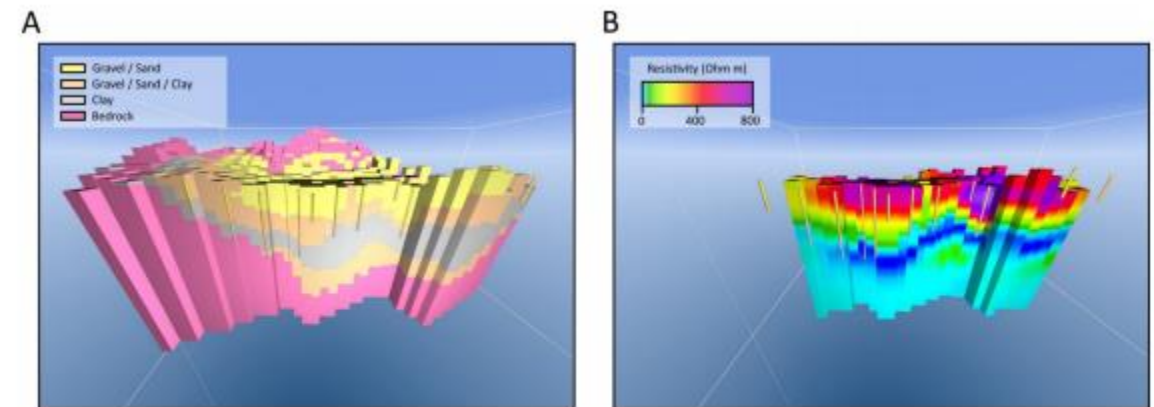 A
B
Gravel / Sand
Gravel / Sand / Clay
Clay
Bedrock
Resistivity (Ohm m)
0 400 800